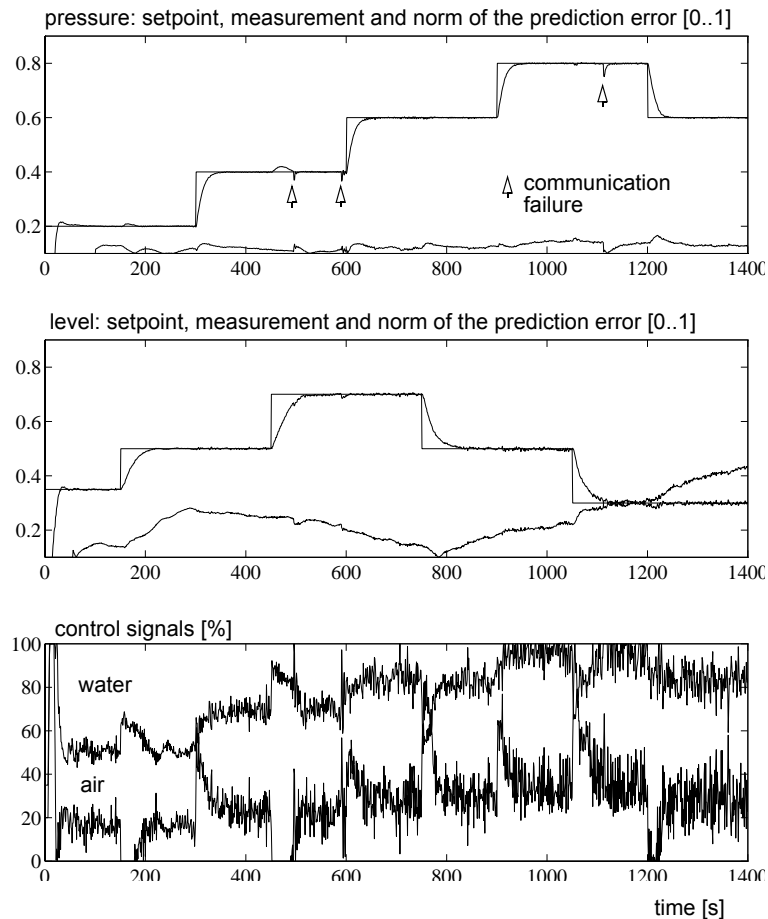 pressure: setpoint, measurement and norm of the prediction error [0..1]
0.8
0.6
0.4
communication
failure
0.2
0 200 400 600 800 1000 1200 1400
level: setpoint, measurement and norm of the prediction error [0..1]
0.8
0.6
0.4
0.2
0 200 400 600 800 1000 1200 1400
control signals [%]
100
water
80
60
40
air
20
0
0 200 400 600 800 1000 1200 1400
time [s]